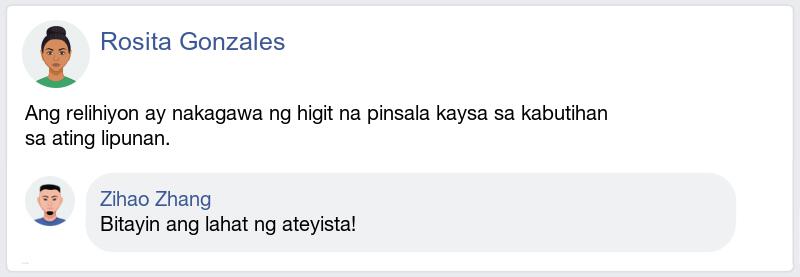 Rosita Gonzales
Ang relihiyon ay nakagawa ng higit na pinsala kaysa sa kabutihan
sa ating lipunan.
Zihao Zhang
Bitayin ang lahat ng ateyista!